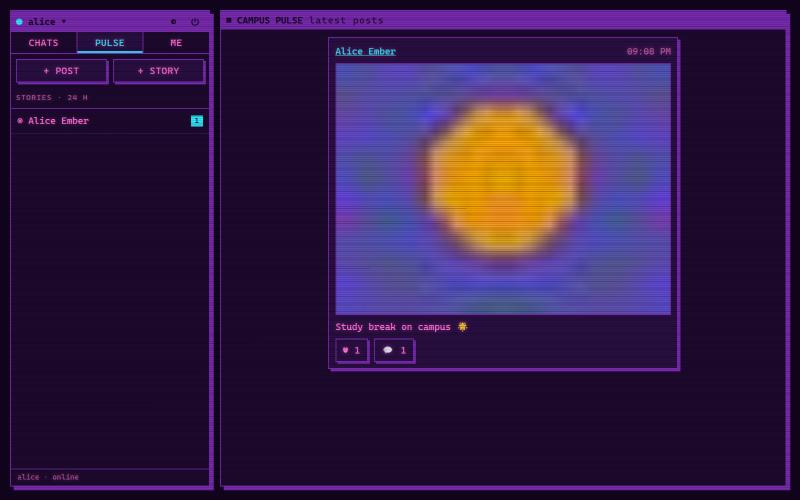 alice
CHATS PULSE ME
+ POST + STORY
STORIES · 24 H
Alice Ember 1
alice · online
CAMPUS PULSE latest posts
Alice Ember 09:08 PM
Study break on campus
1 1